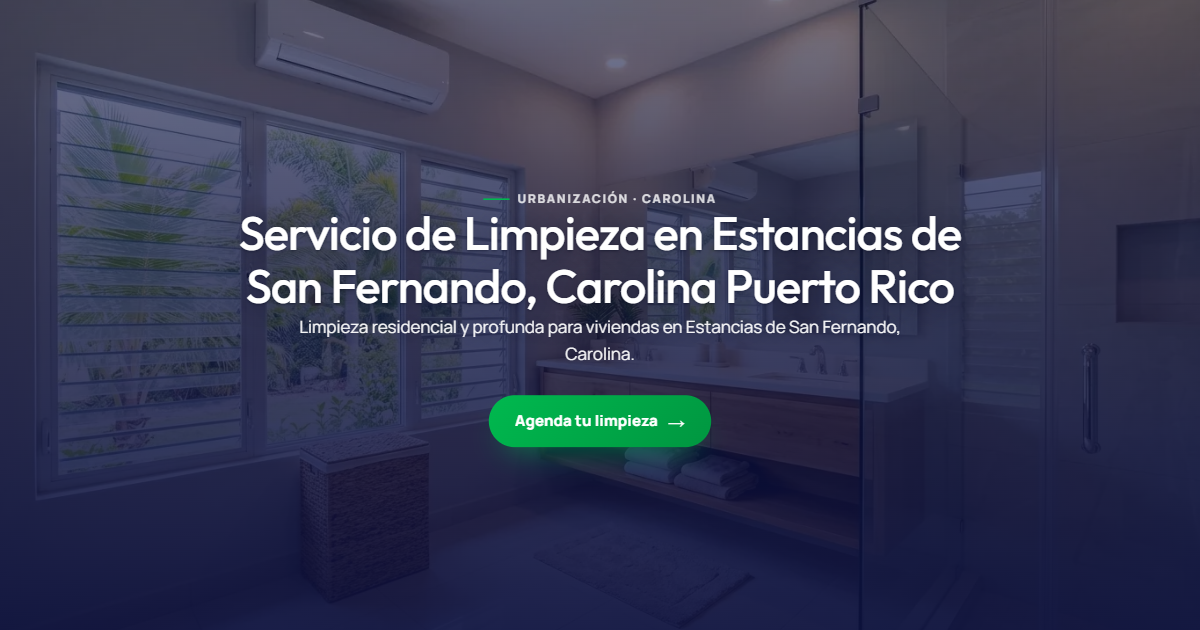 URBANIZACIÓN · CAROLINA
Servicio de Limpieza en Estancias de
San Fernando, Carolina Puerto Rico
Limpieza residencial y profunda para viviendas en Estancias de San Fernando,
Carolina.
Agenda tu limpieza →